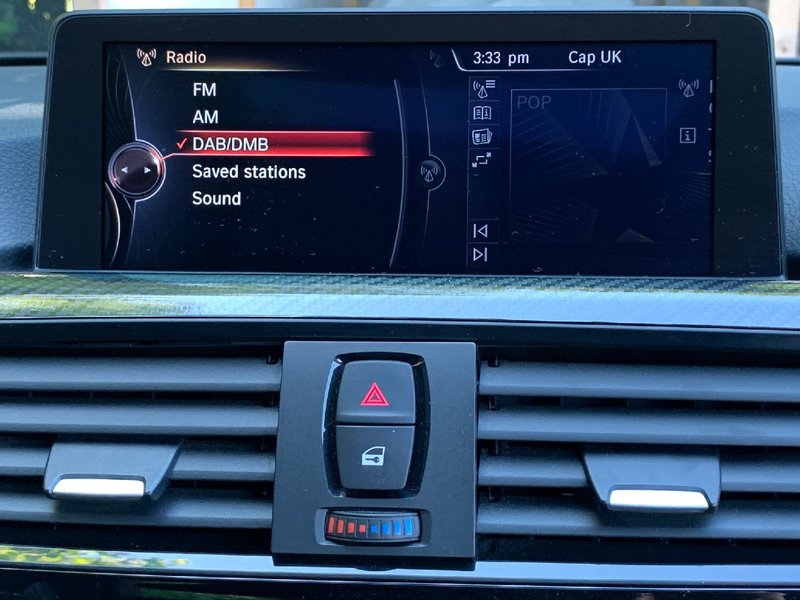 Radio
3:33 pm Cap UK
FM
AM
DAB/DMB
Saved stations
Sound
POP